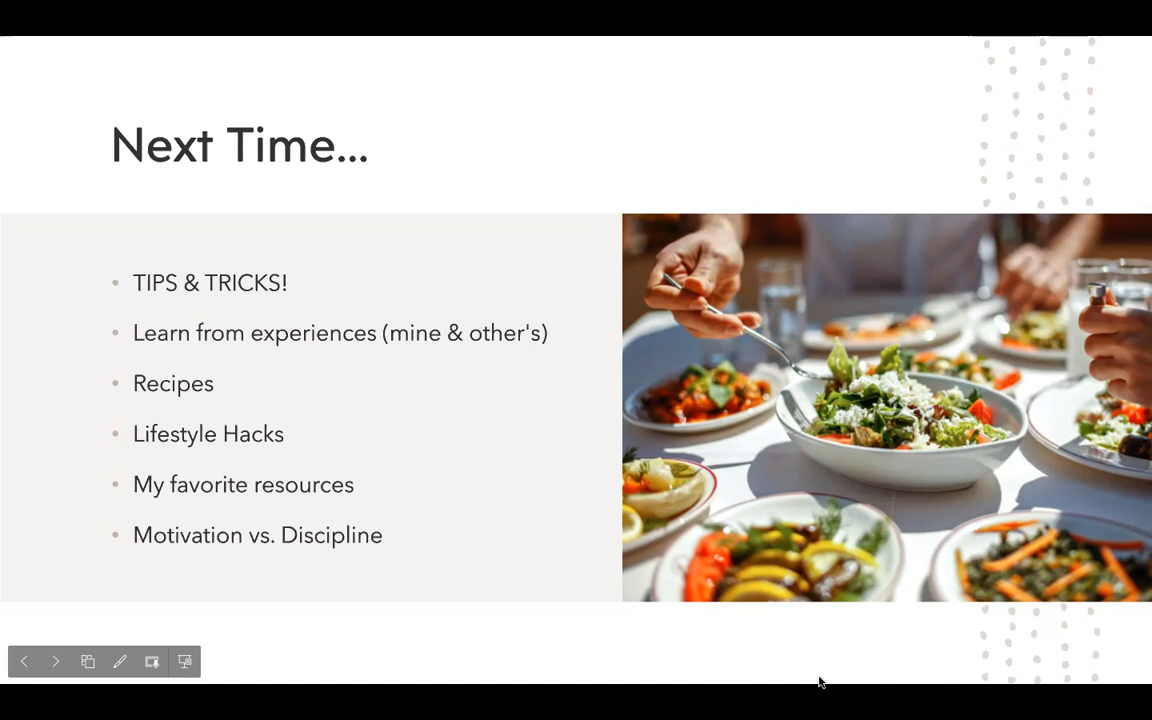 Next Time...
TIPS & TRICKS!
Learn from experiences (mine & other's)
Recipes
Lifestyle Hacks
My favorite resources
Motivation vs. Discipline